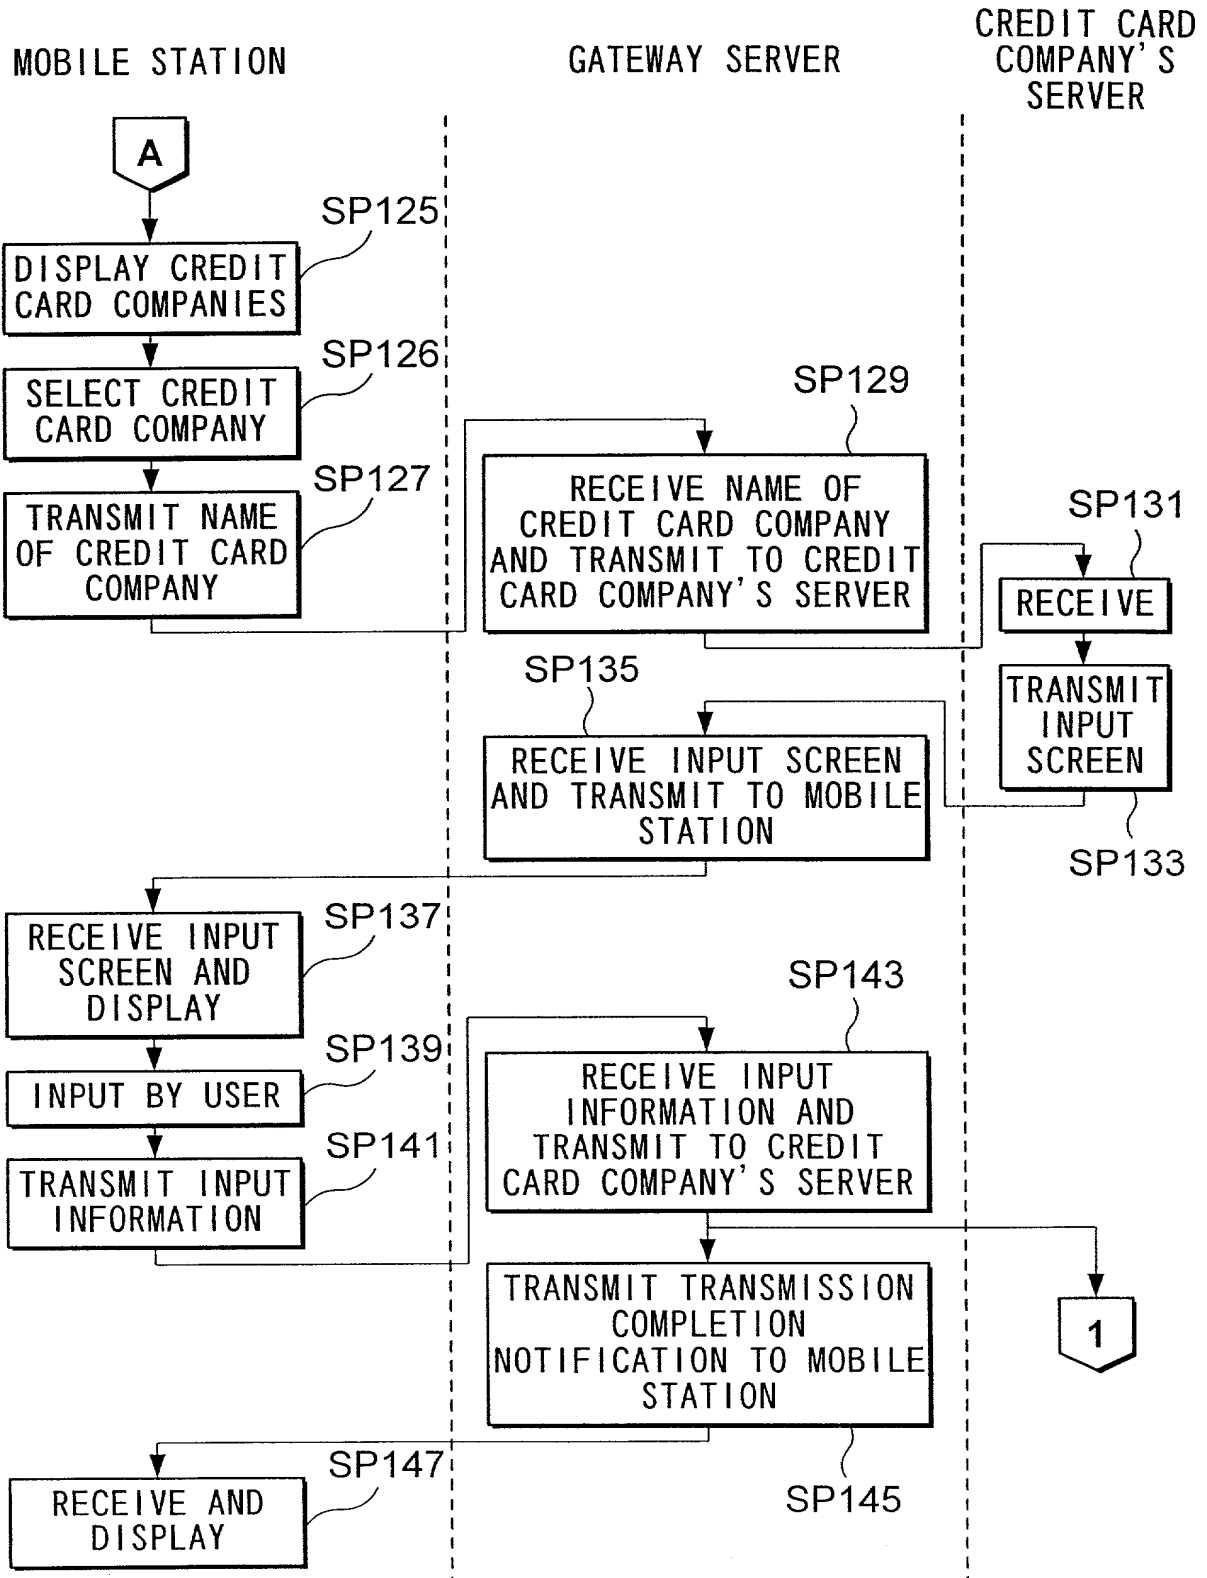 MOBILE STATION
GATEWAY SERVER
CREDIT CARD
COMPANY'S
SERVER
A
SP125
DISPLAY CREDIT
CARD COMPANIES
SP126
SELECT CREDIT
CARD COMPANY
SP127
TRANSMIT NAME
OF CREDIT CARD
COMPANY
SP129
RECEIVE NAME OF
CREDIT CARD COMPANY
AND TRANSMIT TO CREDIT
CARD COMPANY'S SERVER
SP131
RECEIVE
TRANSMIT
INPUT
SCREEN
SP133
SP135
RECEIVE INPUT SCREEN
AND TRANSMIT TO MOBILE
STATION
SP137
RECEIVE INPUT
SCREEN AND
DISPLAY
SP139
INPUT BY USER
SP141
TRANSMIT INPUT
INFORMATION
SP143
RECEIVE INPUT
INFORMATION AND
TRANSMIT TO CREDIT
CARD COMPANY'S SERVER
1
TRANSMIT TRANSMISSION
COMPLETION
NOTIFICATION TO MOBILE
STATION
SP145
SP147
RECEIVE AND
DISPLAY